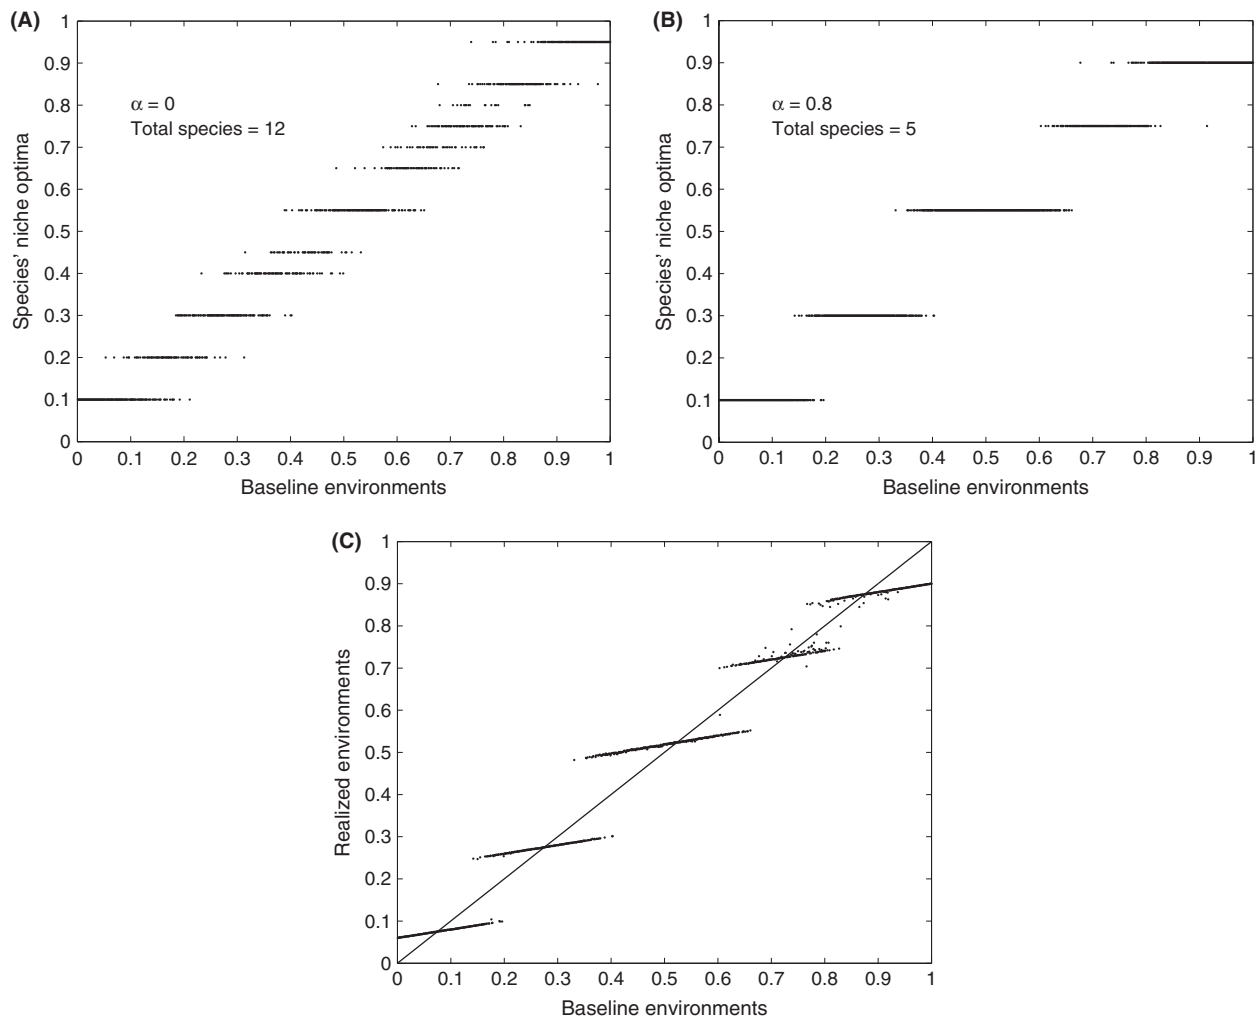 (A)
1
0.9
0.8
0.7
0.6
0.5
0.4
0.3
0.2
0.1
0
Species' niche optima
α = 0
Total species = 12
0 0.1 0.2 0.3 0.4 0.5 0.6 0.7 0.8 0.9 1
Baseline environments
(B)
1
0.9
0.8
0.7
0.6
0.5
0.4
0.3
0.2
0.1
0
Species' niche optima
α = 0.8
Total species = 5
0 0.1 0.2 0.3 0.4 0.5 0.6 0.7 0.8 0.9 1
Baseline environments
(C)
1
0.9
0.8
0.7
0.6
0.5
0.4
0.3
0.2
0.1
0
Realized environments
0 0.1 0.2 0.3 0.4 0.5 0.6 0.7 0.8 0.9 1
Baseline environments